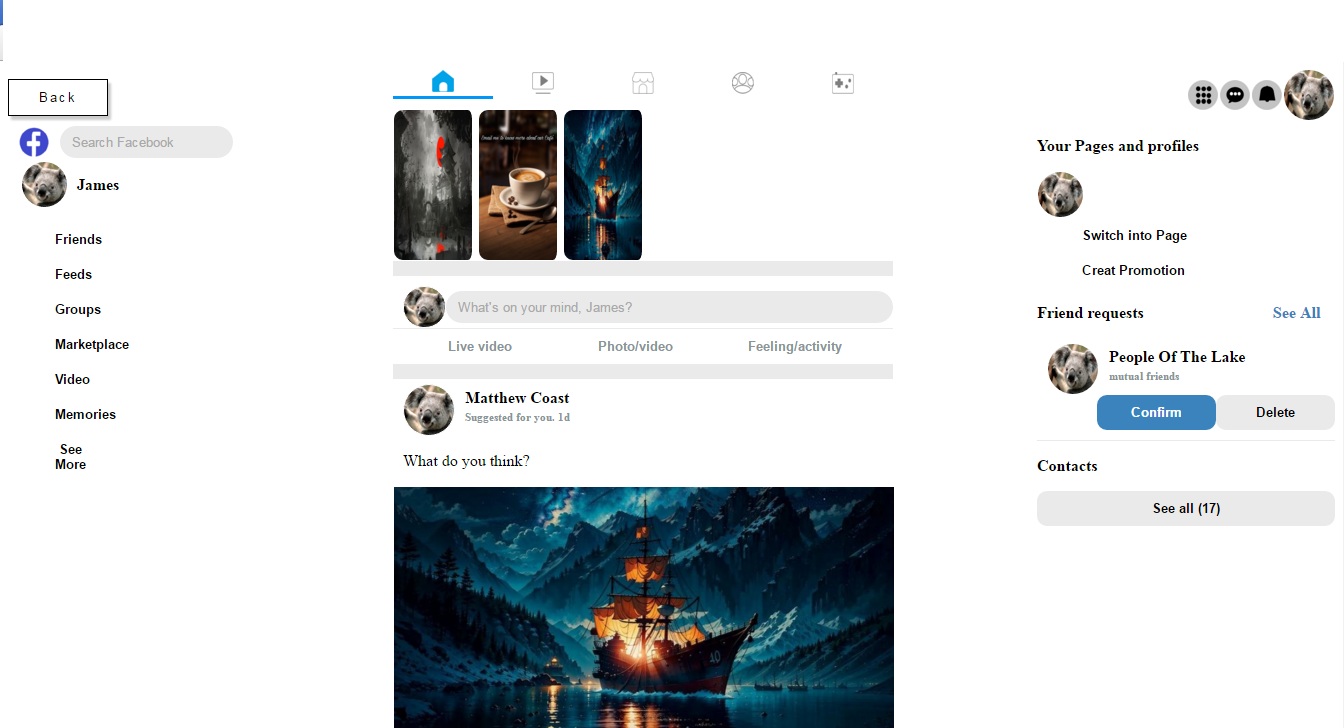 Back
Search Facebook
James
Friends
Feeds
Groups
Marketplace
Video
Memories
See
More
What's on your mind, James?
Live video
Photo/video
Feeling/activity
Matthew Coast
Suggested for you. 1d
What do you think?
40
Your Pages and profiles
Switch into Page
Creat Promotion
Friend requests
See All
People Of The Lake
mutual friends
Confirm
Delete
Contacts
See all (17)